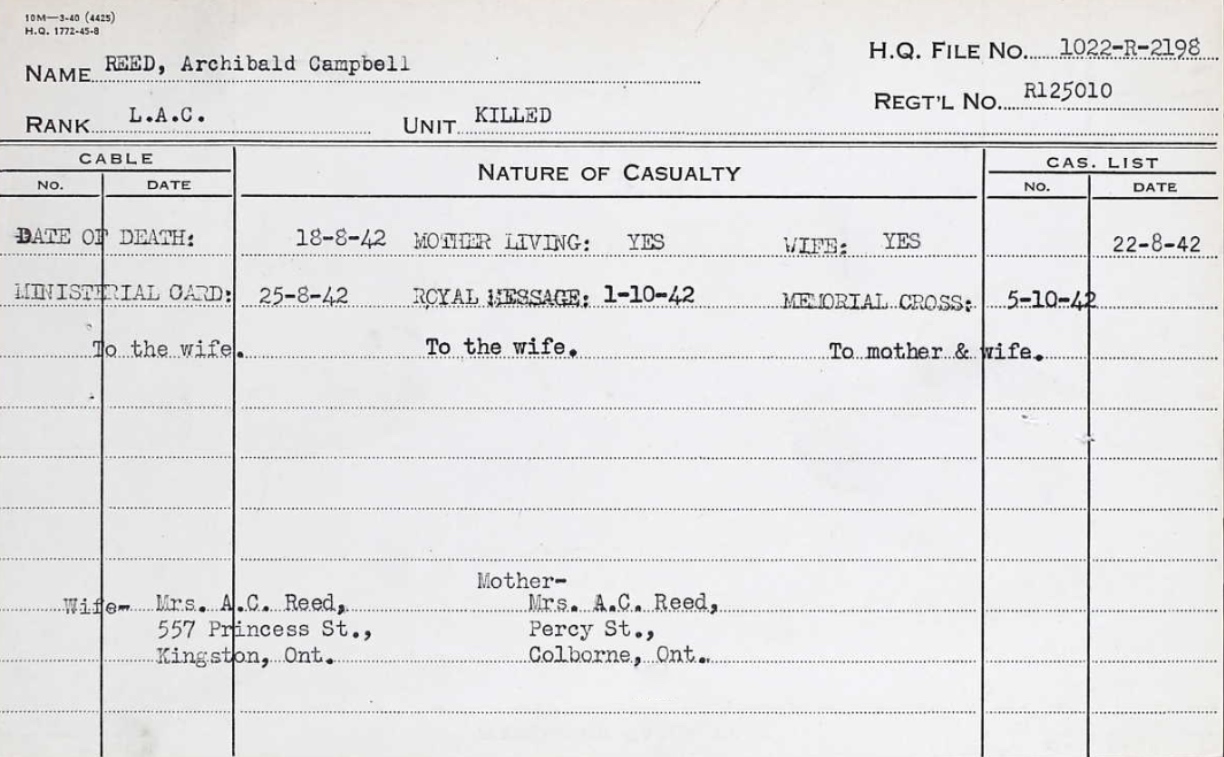 10M—3-40 (4425)
H.Q. 1772-45-8
NAME REED, Archibald Campbell
H.Q. FILE NO. 1022-R-2198
REGT'L NO. R125010
RANK L.A.C. UNIT KILLED
CABLE NATURE OF CASUALTY CAS. LIST
NO. DATE NO. DATE
DATE OF DEATH: 18-8-42 MOTHER LIVING: YES WIFE: YES 22-8-42
MINISTERIAL CARD: 25-8-42 ROYAL MESSAGE: 1-10-42 MEMORIAL CROSS: 5-10-42
To the wife. To the wife. To mother & wife.
Mother-
Wife- Mrs. A.C. Reed, Mrs. A.C. Reed,
557 Princess St., Percy St.,
Kingston, Ont. Colborne, Ont.